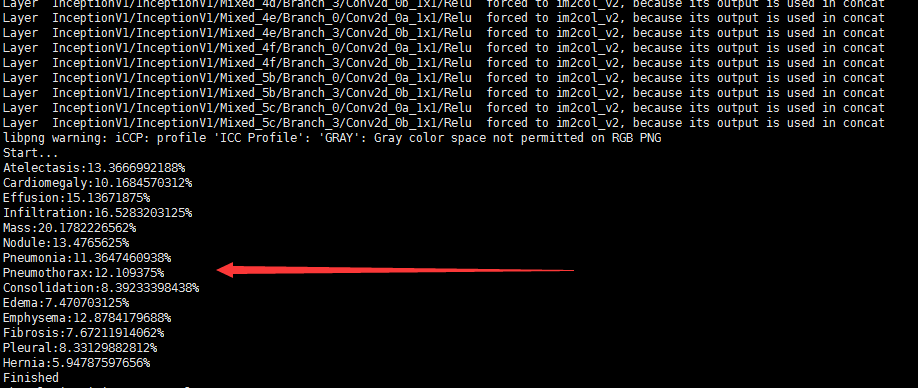 Layer  InceptionV1/InceptionV1/Mixed_4d/Branch_3/Conv2d_0b_1x1/Relu  forced to im2col_v2, because its output is used in concat
Layer  InceptionV1/InceptionV1/Mixed_4e/Branch_0/Conv2d_0a_1x1/Relu  forced to im2col_v2, because its output is used in concat
Layer  InceptionV1/InceptionV1/Mixed_4e/Branch_3/Conv2d_0b_1x1/Relu  forced to im2col_v2, because its output is used in concat
Layer  InceptionV1/InceptionV1/Mixed_4f/Branch_0/Conv2d_0a_1x1/Relu  forced to im2col_v2, because its output is used in concat
Layer  InceptionV1/InceptionV1/Mixed_4f/Branch_3/Conv2d_0b_1x1/Relu  forced to im2col_v2, because its output is used in concat
Layer  InceptionV1/InceptionV1/Mixed_5b/Branch_0/Conv2d_0a_1x1/Relu  forced to im2col_v2, because its output is used in concat
Layer  InceptionV1/InceptionV1/Mixed_5b/Branch_3/Conv2d_0b_1x1/Relu  forced to im2col_v2, because its output is used in concat
Layer  InceptionV1/InceptionV1/Mixed_5c/Branch_0/Conv2d_0a_1x1/Relu  forced to im2col_v2, because its output is used in concat
Layer  InceptionV1/InceptionV1/Mixed_5c/Branch_3/Conv2d_0b_1x1/Relu  forced to im2col_v2, because its output is used in concat
libpng warning: iCCP: profile 'ICC Profile': 'GRAY': Gray color space not permitted on RGB PNG
Start...
Atelectasis:13.3666992188%
Cardiomegaly:10.1684570312%
Effusion:15.13671875%
Infiltration:16.5283203125%
Mass:20.1782226562%
Nodule:13.4765625%
Pneumonia:11.3647460938%
Pneumothorax:12.109375%
Consolidation:8.39233398438%
Edema:7.470703125%
Emphysema:12.8784179688%
Fibrosis:7.67211914062%
Pleural:8.33129882812%
Hernia:5.94787597656%
Finished